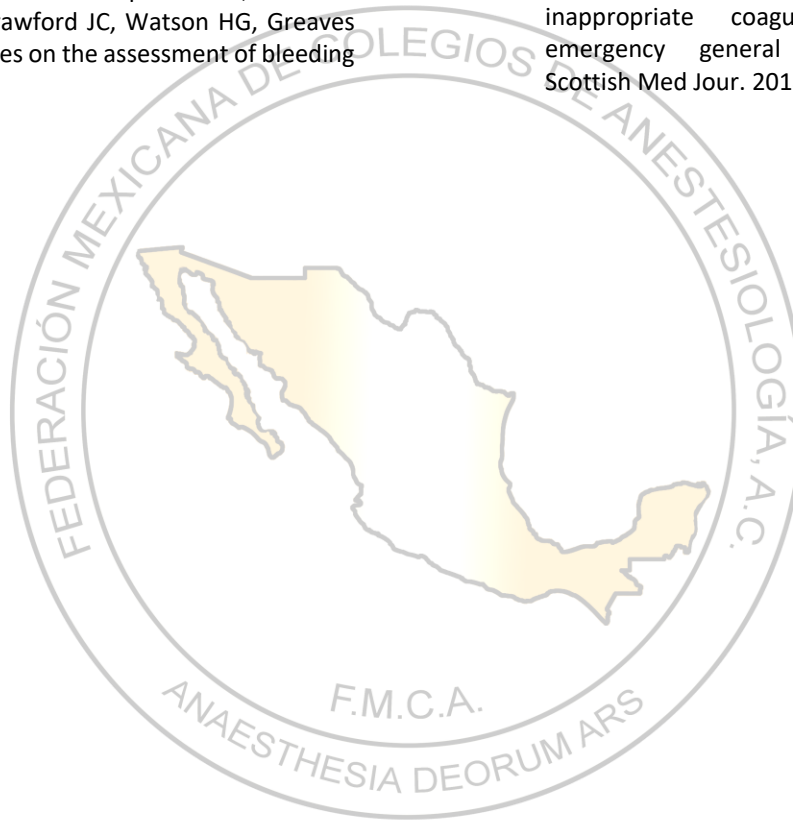 rawford JC, Watson HG, Greaves
es on the assessment of bleeding
inappropriate coagu
emergency general
Scottish Med Jour. 201
FEDERACIÓN MEXICANA DE COLEGIOS DE ANESTESIOLOGÍA, A.C.
F.M.C.A.
ANAESTHESIA DEORUM ARS